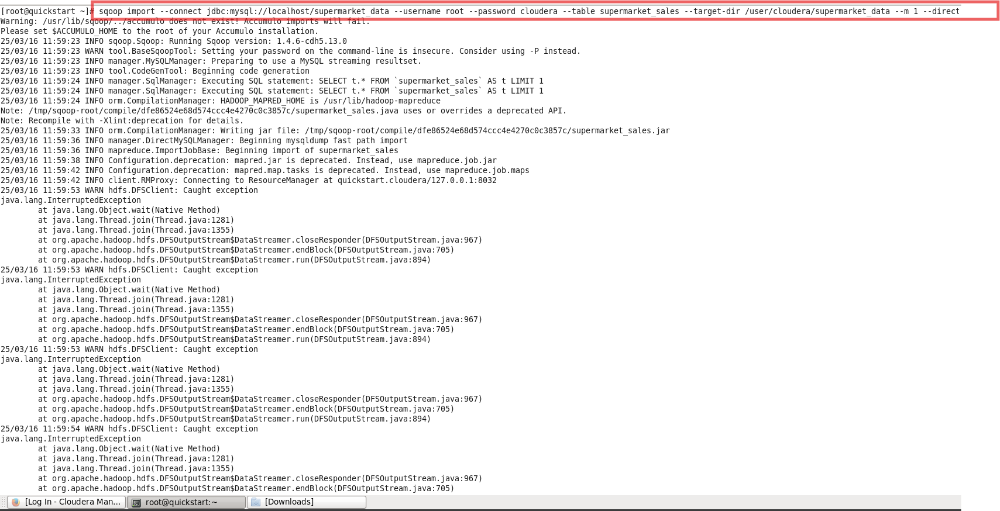 [root@quickstart ~]# sqoop import --connect jdbc:mysql://localhost/supermarket_data --username root --password cloudera --table supermarket_sales --target-dir /user/cloudera/supermarket_data --m 1 --direct
Warning: /usr/lib/sqoop/../accumulo does not exist! Accumulo imports will fail.
Please set $ACCUMULO_HOME to the root of your Accumulo installation.
25/03/16 11:59:23 INFO sqoop.Sqoop: Running Sqoop version: 1.4.6-cdh5.13.0
25/03/16 11:59:23 WARN tool.BaseSqoopTool: Setting your password on the command-line is insecure. Consider using -P instead.
25/03/16 11:59:23 INFO manager.MySQLManager: Preparing to use a MySQL streaming resultset.
25/03/16 11:59:23 INFO tool.CodeGenTool: Beginning code generation
25/03/16 11:59:24 INFO manager.SqlManager: Executing SQL statement: SELECT t.* FROM `supermarket_sales` AS t LIMIT 1
25/03/16 11:59:24 INFO manager.SqlManager: Executing SQL statement: SELECT t.* FROM `supermarket_sales` AS t LIMIT 1
25/03/16 11:59:24 INFO orm.CompilationManager: HADOOP_MAPRED_HOME is /usr/lib/hadoop-mapreduce
Note: /tmp/sqoop-root/compile/dfe86524e68d574ccc4e4270c0c3857c/supermarket_sales.java uses or overrides a deprecated API.
Note: Recompile with -Xlint:deprecation for details.
25/03/16 11:59:33 INFO orm.CompilationManager: Writing jar file: /tmp/sqoop-root/compile/dfe86524e68d574ccc4e4270c0c3857c/supermarket_sales.jar
25/03/16 11:59:36 INFO manager.DirectMySQLManager: Beginning mysqldump fast path import
25/03/16 11:59:36 INFO mapreduce.ImportJobBase: Beginning import of supermarket_sales
25/03/16 11:59:38 INFO Configuration.deprecation: mapred.jar is deprecated. Instead, use mapreduce.job.jar
25/03/16 11:59:42 INFO Configuration.deprecation: mapred.map.tasks is deprecated. Instead, use mapreduce.job.maps
25/03/16 11:59:42 INFO client.RMProxy: Connecting to ResourceManager at quickstart.cloudera/127.0.0.1:8032
25/03/16 11:59:53 WARN hdfs.DFSClient: Caught exception
java.lang.InterruptedException
at java.lang.Object.wait(Native Method)
at java.lang.Thread.join(Thread.java:1281)
at java.lang.Thread.join(Thread.java:1355)
at org.apache.hadoop.hdfs.DFSOutputStream$DataStreamer.closeResponder(DFSOutputStream.java:967)
at org.apache.hadoop.hdfs.DFSOutputStream$DataStreamer.endBlock(DFSOutputStream.java:705)
at org.apache.hadoop.hdfs.DFSOutputStream$DataStreamer.run(DFSOutputStream.java:894)
25/03/16 11:59:53 WARN hdfs.DFSClient: Caught exception
java.lang.InterruptedException
at java.lang.Object.wait(Native Method)
at java.lang.Thread.join(Thread.java:1281)
at java.lang.Thread.join(Thread.java:1355)
at org.apache.hadoop.hdfs.DFSOutputStream$DataStreamer.closeResponder(DFSOutputStream.java:967)
at org.apache.hadoop.hdfs.DFSOutputStream$DataStreamer.endBlock(DFSOutputStream.java:705)
at org.apache.hadoop.hdfs.DFSOutputStream$DataStreamer.run(DFSOutputStream.java:894)
25/03/16 11:59:53 WARN hdfs.DFSClient: Caught exception
java.lang.InterruptedException
at java.lang.Object.wait(Native Method)
at java.lang.Thread.join(Thread.java:1281)
at java.lang.Thread.join(Thread.java:1355)
at org.apache.hadoop.hdfs.DFSOutputStream$DataStreamer.closeResponder(DFSOutputStream.java:967)
at org.apache.hadoop.hdfs.DFSOutputStream$DataStreamer.endBlock(DFSOutputStream.java:705)
at org.apache.hadoop.hdfs.DFSOutputStream$DataStreamer.run(DFSOutputStream.java:894)
25/03/16 11:59:54 WARN hdfs.DFSClient: Caught exception
java.lang.InterruptedException
at java.lang.Object.wait(Native Method)
at java.lang.Thread.join(Thread.java:1281)
at java.lang.Thread.join(Thread.java:1355)
at org.apache.hadoop.hdfs.DFSOutputStream$DataStreamer.closeResponder(DFSOutputStream.java:967)
at org.apache.hadoop.hdfs.DFSOutputStream$DataStreamer.endBlock(DFSOutputStream.java:705)
[Log In - Cloudera Man... root@quickstart:~ [Downloads]